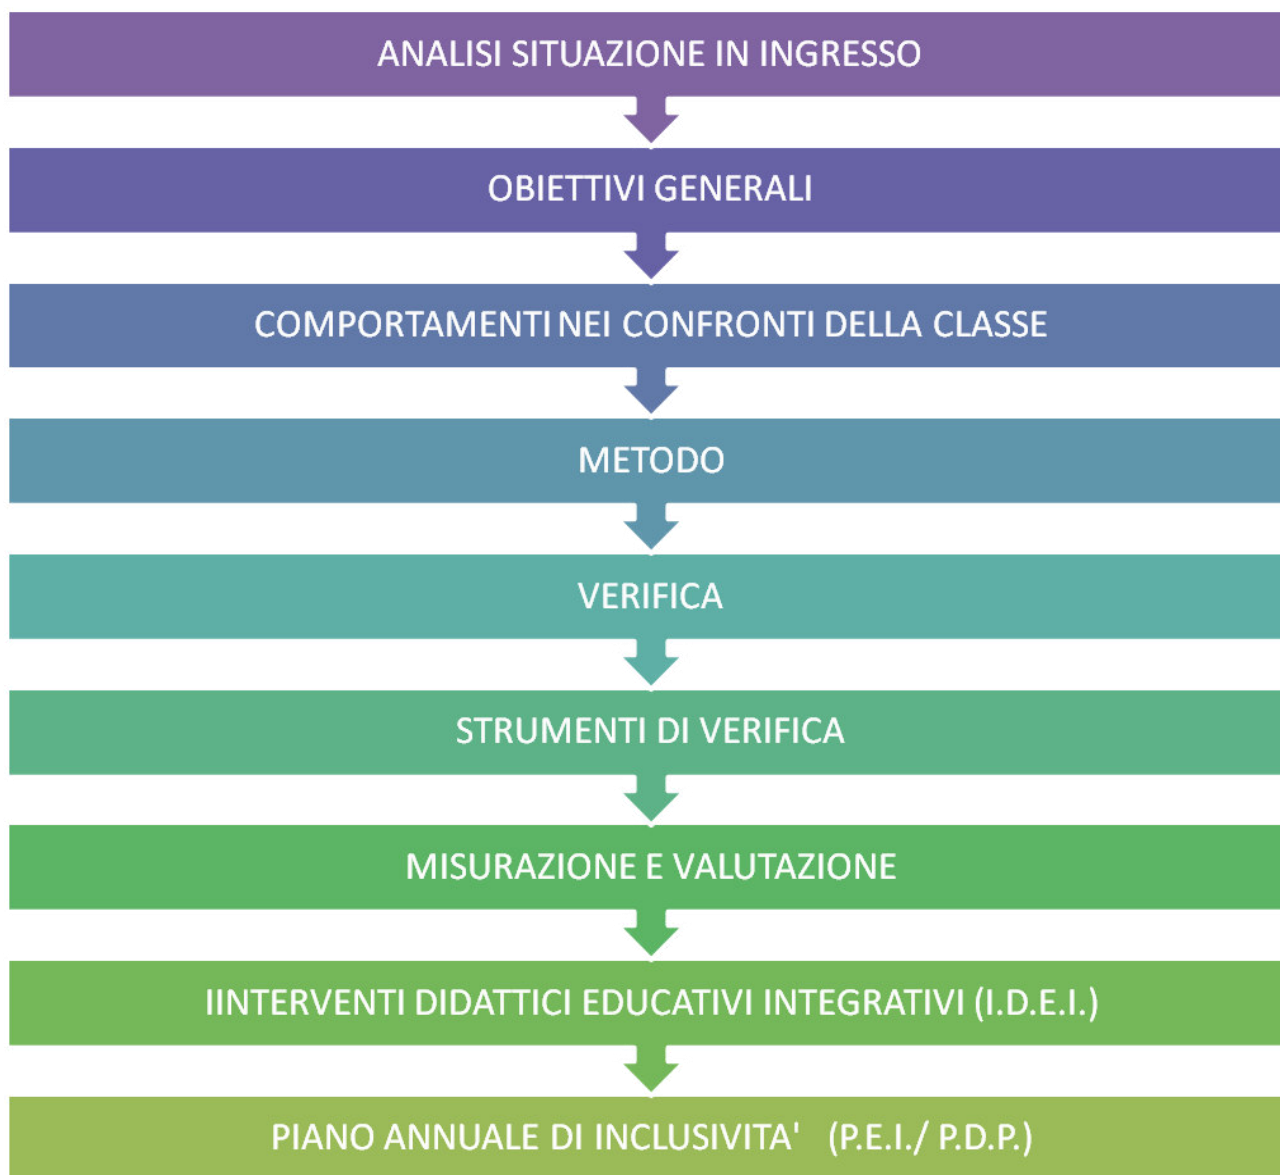 ANALISI SITUAZIONE IN INGRESSO
OBIETTIVI GENERALI
COMPORTAMENTI NEI CONFRONTI DELLA CLASSE
METODO
VERIFICA
STRUMENTI DI VERIFICA
MISURAZIONE E VALUTAZIONE
IINTERVENTI DIDATTICI EDUCATIVI INTEGRATIVI (I.D.E.I.)
PIANO ANNUALE DI INCLUSIVITA' (P.E.I./ P.D.P.)